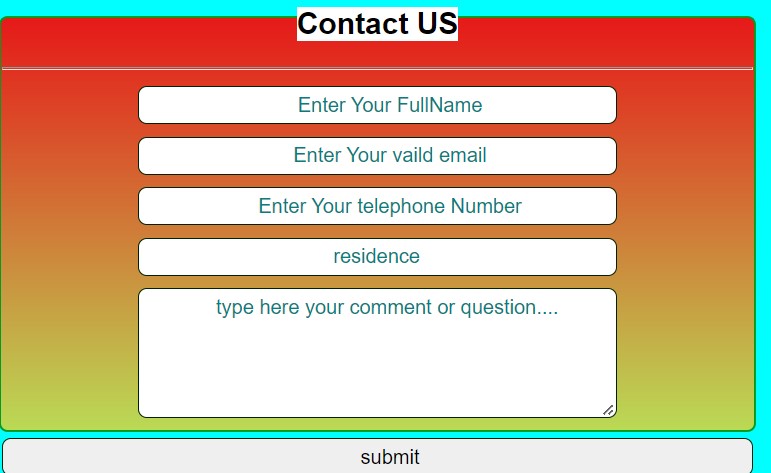 Contact US
Enter Your FullName
Enter Your vaild email
Enter Your telephone Number
residence
type here your comment or question....
submit